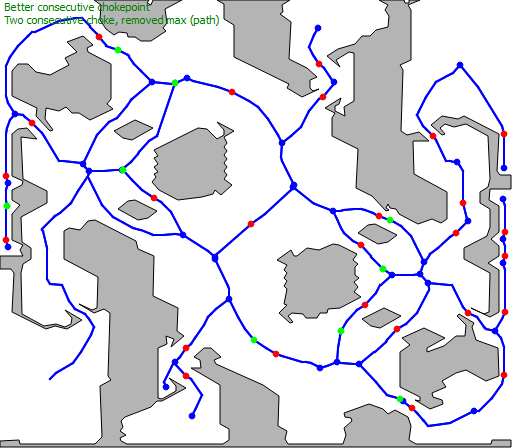 Better consecutive chokepoint
Two consecutive choke, removed max (path)